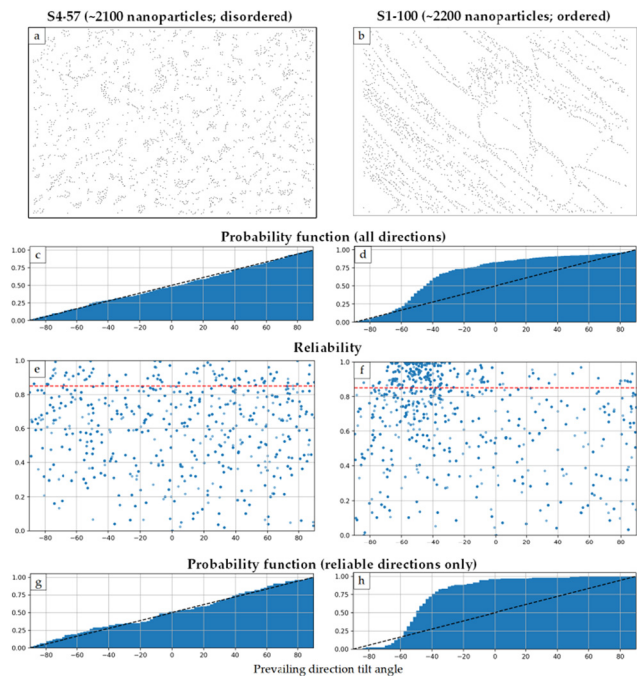 S4-57 (~2100 nanoparticles; disordered) S1-100 (~2200 nanoparticles; ordered)
a b
Probability function (all directions)
c d
1.00 0.75 0.50 0.25 0.00
−80 −60 −40 −20 0 20 40 60 80
1.00 0.75 0.50 0.25 0.00
−80 −60 −40 −20 0 20 40 60 80
Reliability
e f
1.0 0.8 0.6 0.4 0.2 0.0
−80 −60 −40 −20 0 20 40 60 80
1.0 0.8 0.6 0.4 0.2 0.0
−80 −60 −40 −20 0 20 40 60 80
Probability function (reliable directions only)
g h
1.00 0.75 0.50 0.25 0.00
−80 −60 −40 −20 0 20 40 60 80
1.00 0.75 0.50 0.25 0.00
−80 −60 −40 −20 0 20 40 60 80
Prevailing direction tilt angle